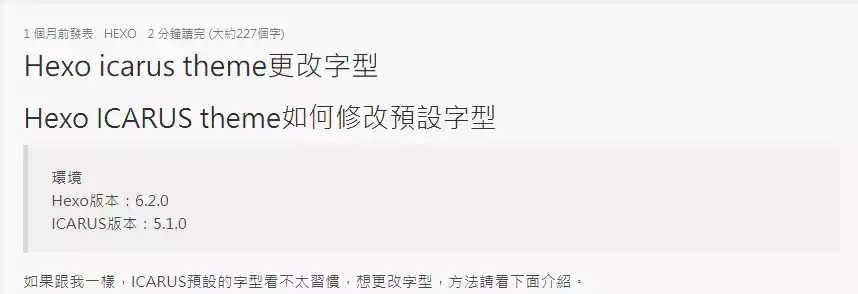 1 個月前發表 HEXO 2 分鐘讀完 (大約227個字)
Hexo icarus theme更改字型
Hexo ICARUS theme如何修改預設字型
環境
Hexo版本：6.2.0
ICARUS版本：5.1.0
如果跟我一樣，ICARUS預設的字型看不太習慣，想更改字型，方法請看下面介紹。